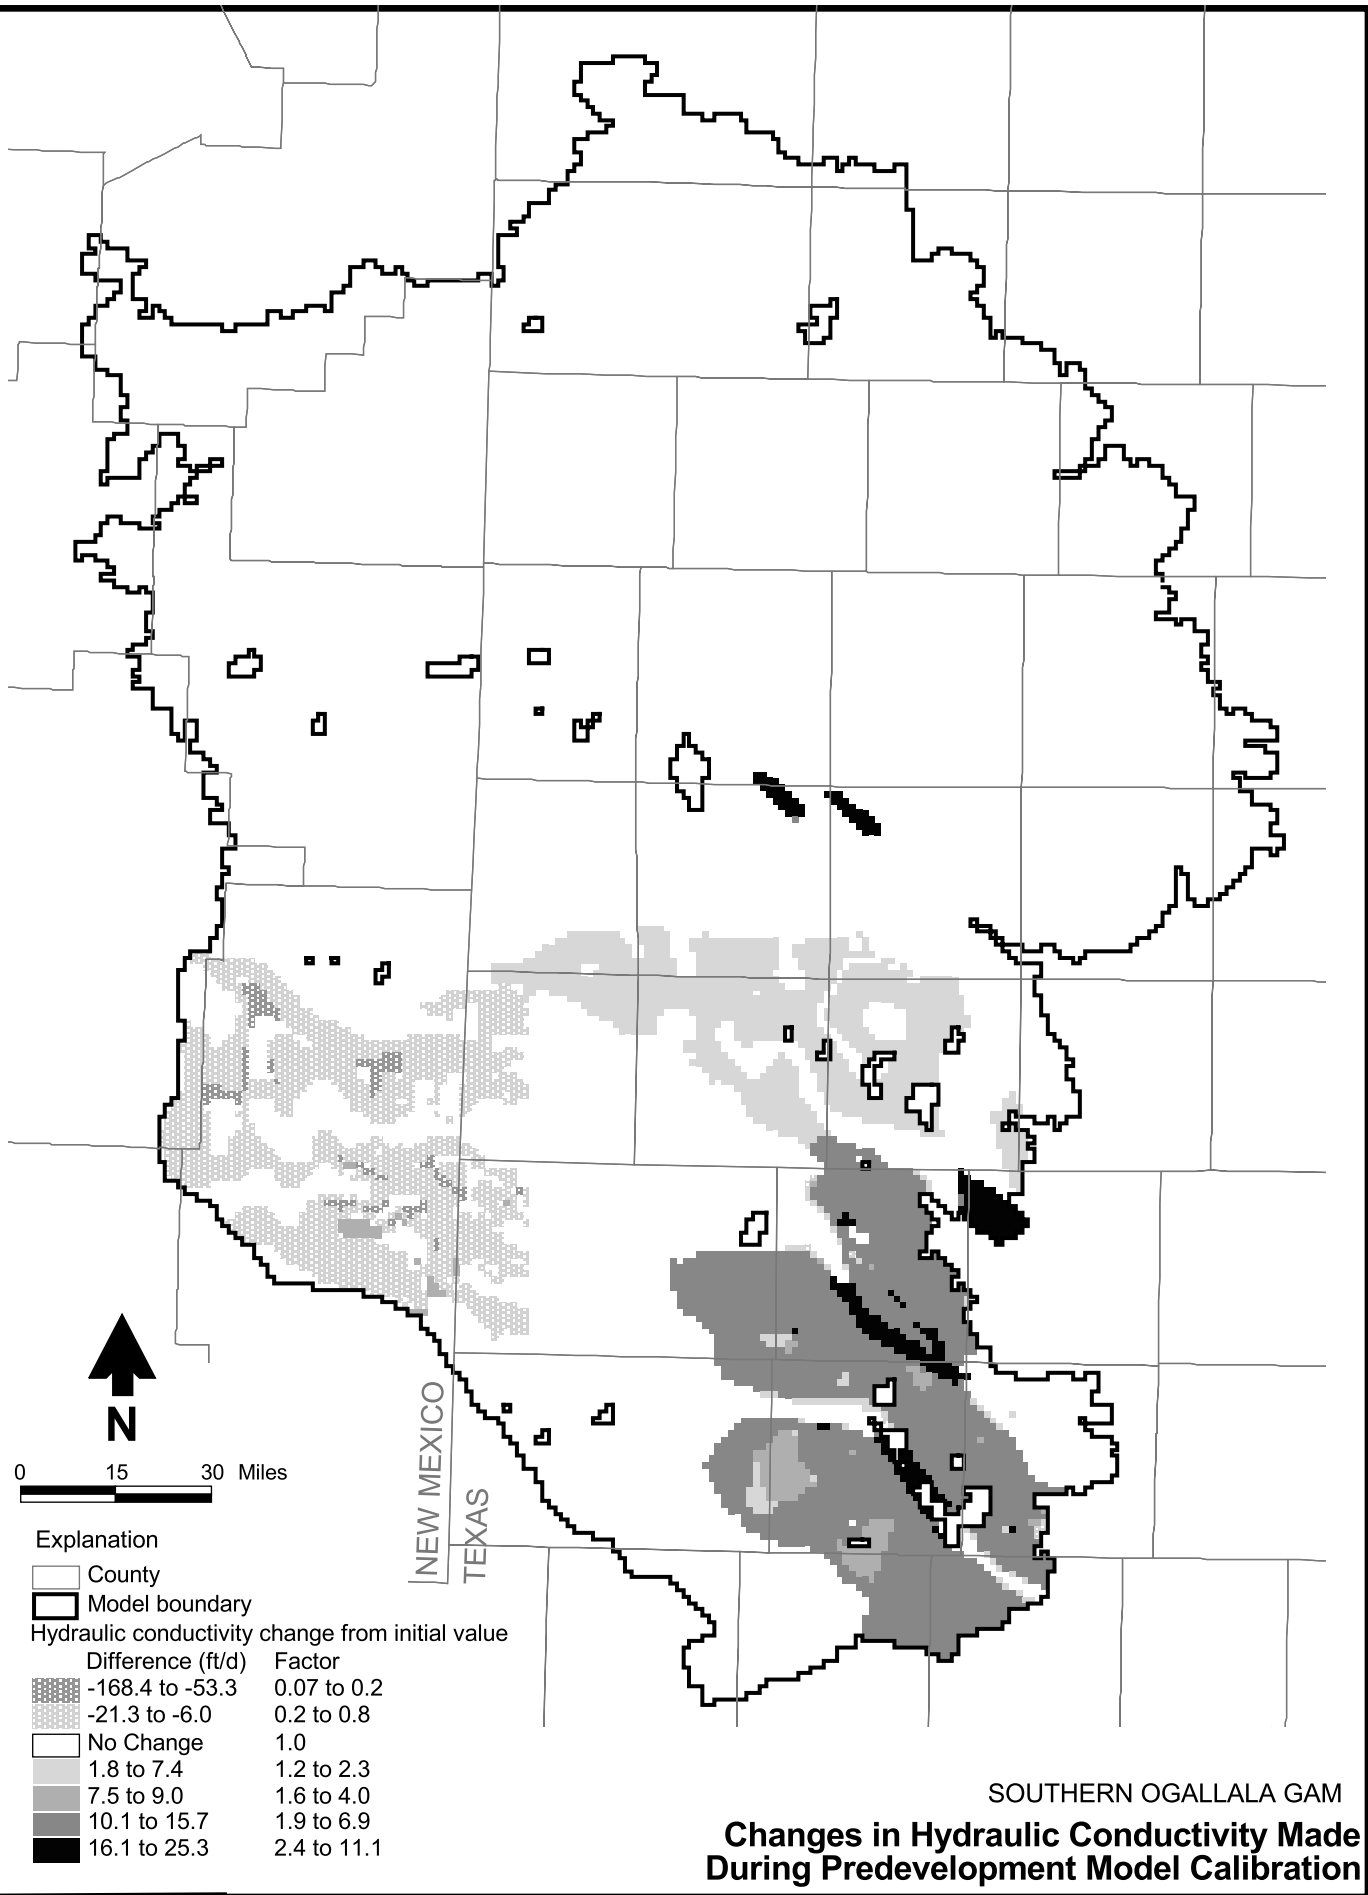 N
0 15 30 Miles
NEW MEXICO
TEXAS
Explanation
County
Model boundary
Hydraulic conductivity change from initial value
Difference (ft/d) Factor
-168.4 to -53.3 0.07 to 0.2
-21.3 to -6.0 0.2 to 0.8
No Change 1.0
1.8 to 7.4 1.2 to 2.3
7.5 to 9.0 1.6 to 4.0
10.1 to 15.7 1.9 to 6.9
16.1 to 25.3 2.4 to 11.1
SOUTHERN OGALLALA GAM
Changes in Hydraulic Conductivity Made
During Predevelopment Model Calibration